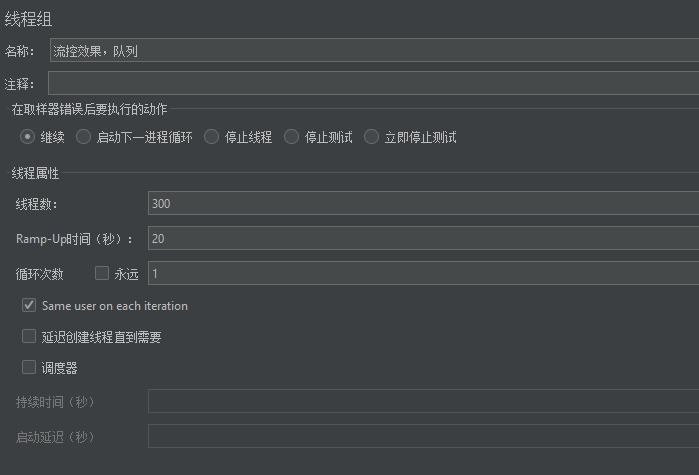 线程组
名称： 流控效果，队列
注释：
在取样器错误后要执行的动作
继续 启动下一进程循环 停止线程 停止测试 立即停止测试
线程属性
线程数： 300
Ramp-Up时间（秒）： 20
循环次数 永远 1
Same user on each iteration
延迟创建线程直到需要
调度器
持续时间（秒）
启动延迟（秒）